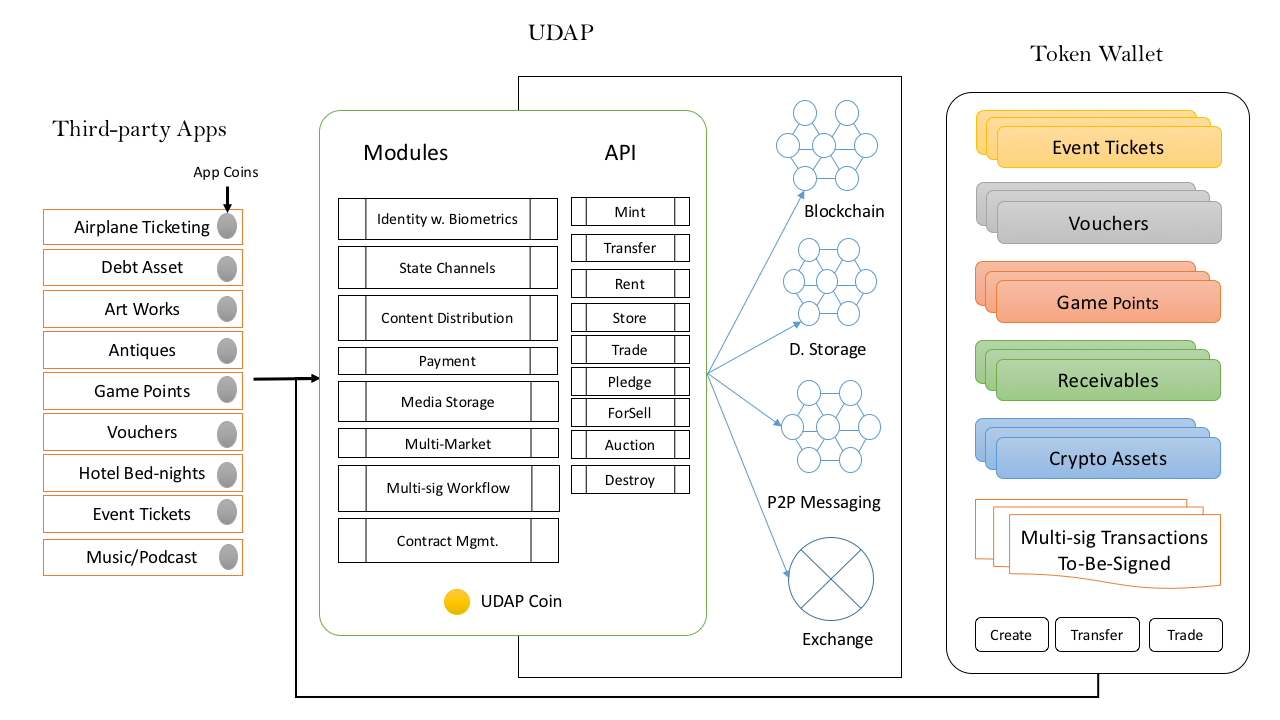 UDAP
Token Wallet
Third-party Apps
App Coins
Airplane Ticketing
Debt Asset
Art Works
Antiques
Game Points
Vouchers
Hotel Bed-nights
Event Tickets
Music/Podcast
Modules
Identity w. Biometrics
State Channels
Content Distribution
Payment
Media Storage
Multi-Market
Multi-sig Workflow
Contract Mgmt.
UDAP Coin
API
Mint
Transfer
Rent
Store
Trade
Pledge
ForSell
Auction
Destroy
Blockchain
D. Storage
P2P Messaging
Exchange
Event Tickets
Vouchers
Game Points
Receivables
Crypto Assets
Multi-sig Transactions
To-Be-Signed
Create
Transfer
Trade